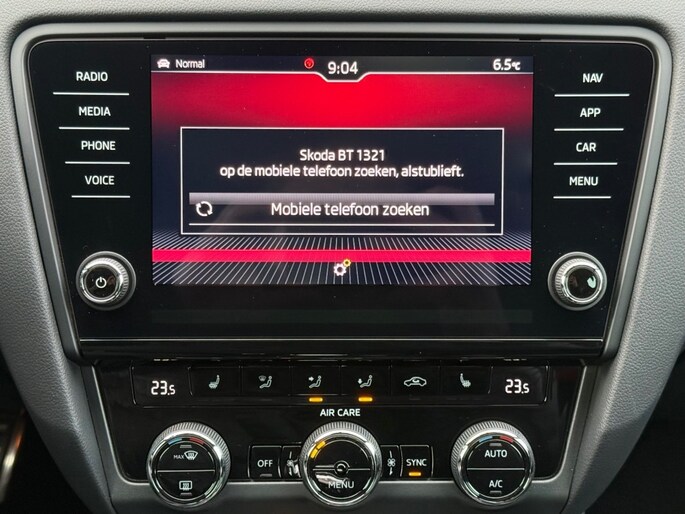 Normal
9:04
6.5°C
RADIO
MEDIA
PHONE
VOICE
NAV
APP
CAR
MENU
Skoda BT 1321
op de mobiele telefoon zoeken, alstublieft.
Mobiele telefoon zoeken
23.5
23.5
AIR CARE
MAX
OFF
MENU
SYNC
AUTO
A/C